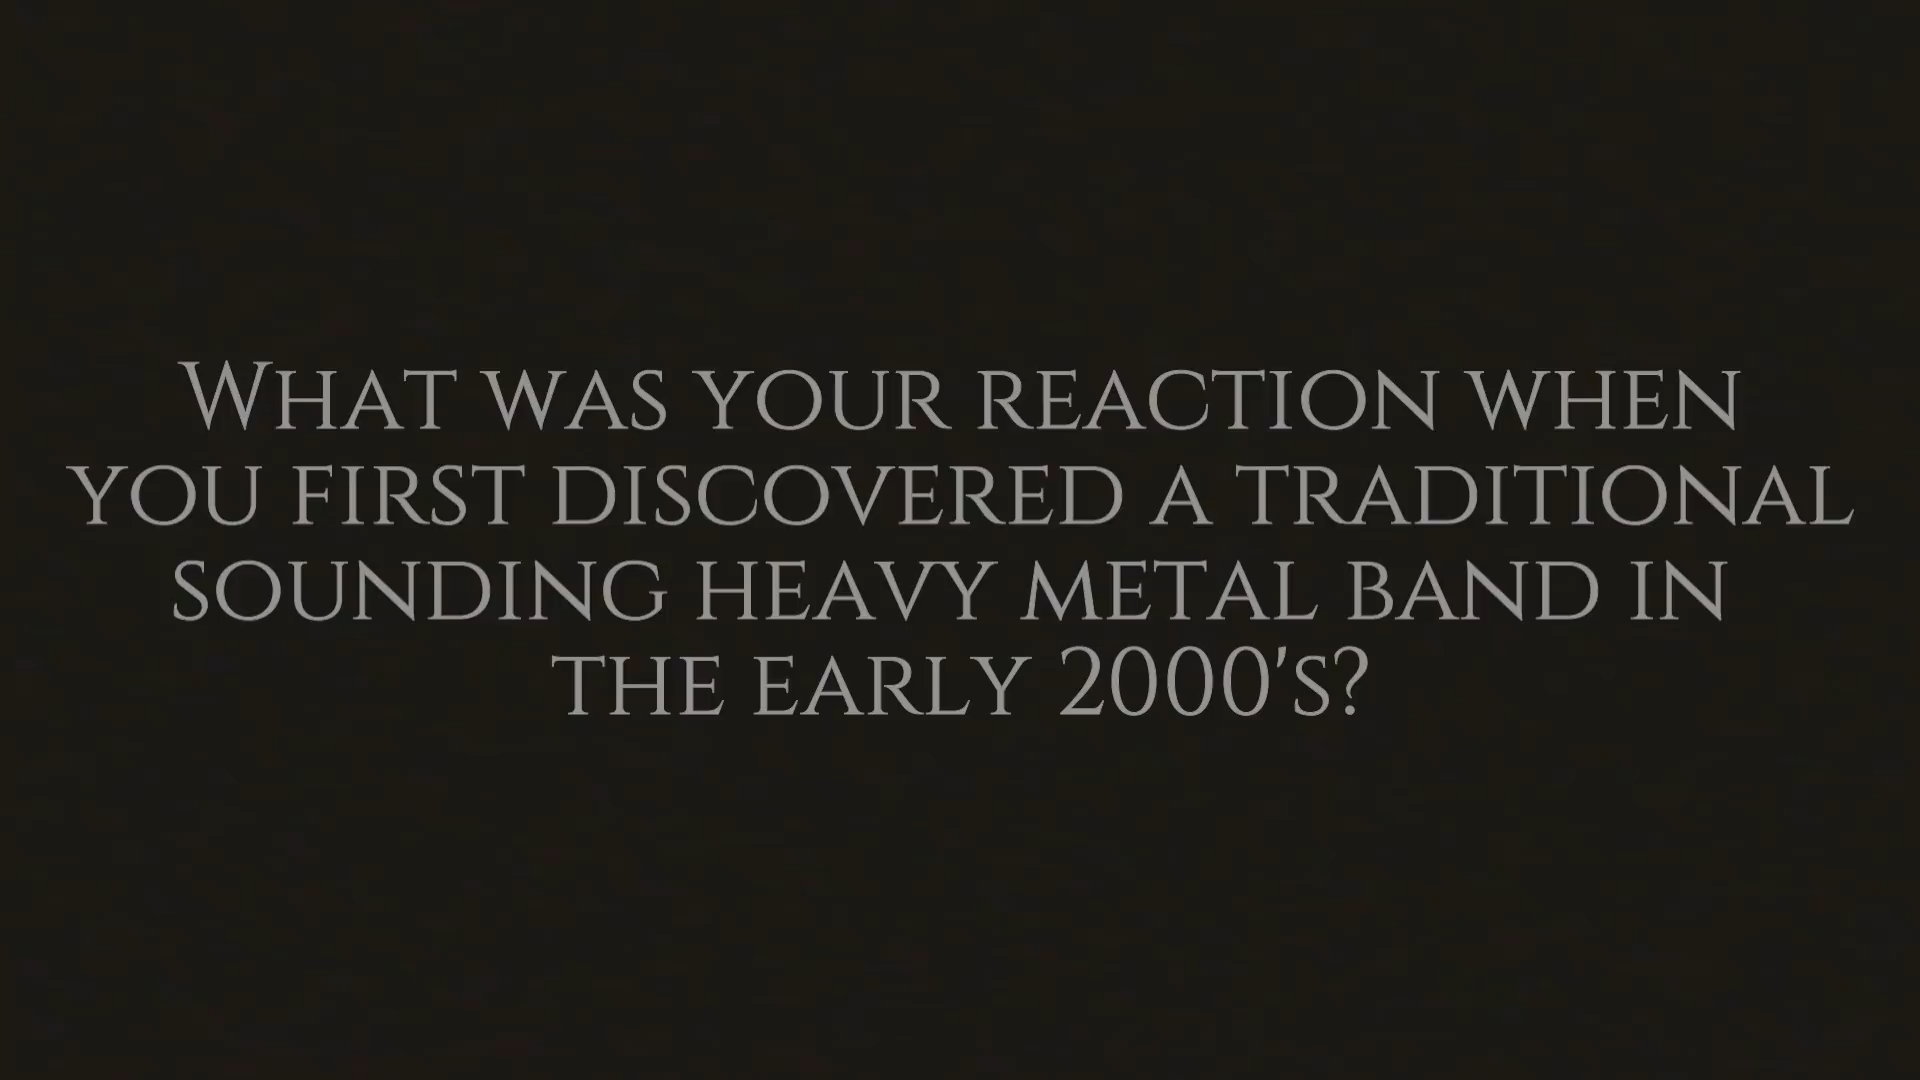 What was your reaction when
you first discovered a traditional
sounding heavy metal band in
the early 2000's?